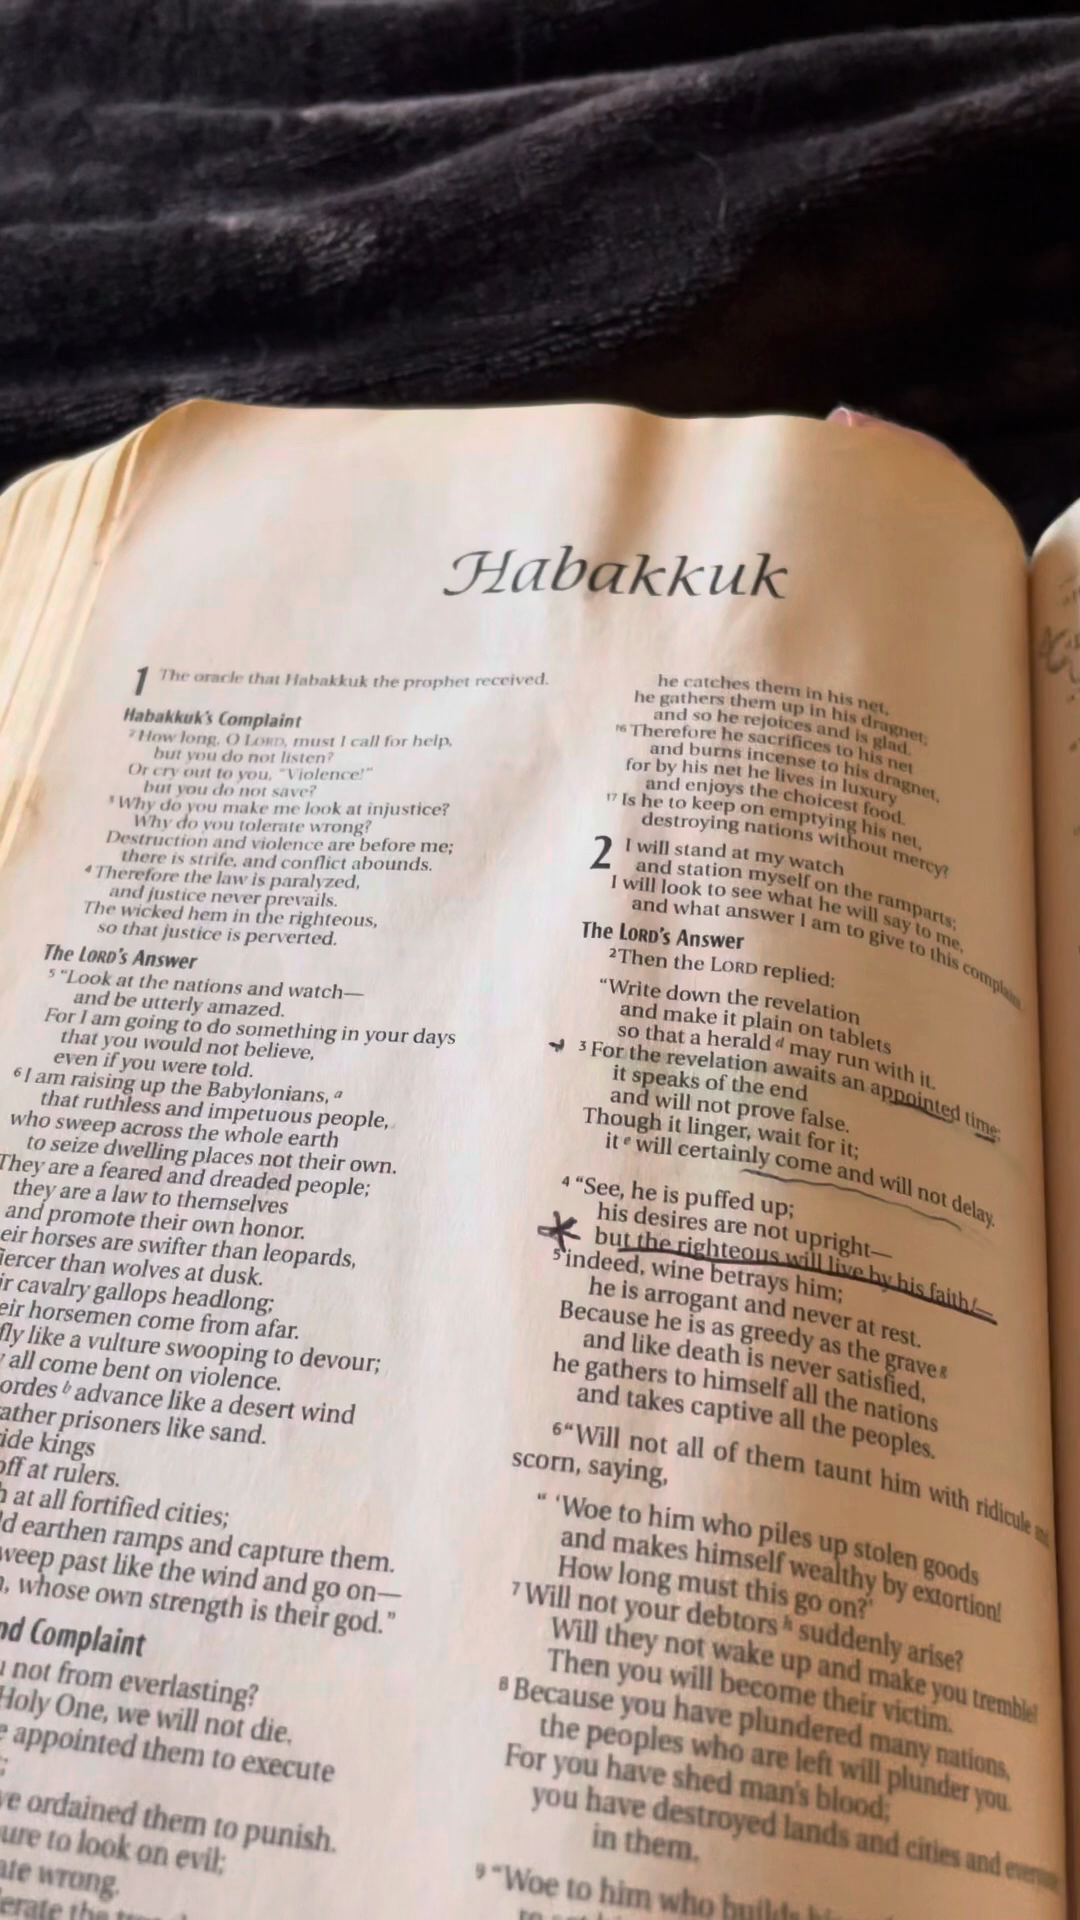 Habakkuk
1 The oracle that Habakkuk the prophet received.
Habakkuk's Complaint
2 How long, O LORD, must I call for help,
but you do not listen?
Or cry out to you, "Violence!"
but you do not save?
3 Why do you make me look at injustice?
Why do you tolerate wrong?
Destruction and violence are before me;
there is strife, and conflict abounds.
4 Therefore the law is paralyzed,
and justice never prevails.
The wicked hem in the righteous,
so that justice is perverted.
The LORD's Answer
5 "Look at the nations and watch—
and be utterly amazed.
For I am going to do something in your days
that you would not believe,
even if you were told.
6 I am raising up the Babylonians, a
that ruthless and impetuous people,
who sweep across the whole earth
to seize dwelling places not their own.
They are a feared and dreaded people;
they are a law to themselves
and promote their own honor.
eir horses are swifter than leopards,
iercer than wolves at dusk.
ir cavalry gallops headlong;
eir horsemen come from afar.
fly like a vulture swooping to devour;
all come bent on violence.
ordes b advance like a desert wind
ather prisoners like sand.
ide kings
off at rulers.
h at all fortified cities;
ld earthen ramps and capture them.
weep past like the wind and go on—
, whose own strength is their god."
nd Complaint
u not from everlasting?
Holy One, we will not die.
e appointed them to execute
;
ve ordained them to punish.
ure to look on evil;
ate wrong.
lerate the
he catches them in his net,
he gathers them up in his dragnet;
and so he rejoices and is glad.
16 Therefore he sacrifices to his net
and burns incense to his dragnet,
for by his net he lives in luxury
and enjoys the choicest food.
17 Is he to keep on emptying his net,
destroying nations without mercy?
2 I will stand at my watch
and station myself on the ramparts;
I will look to see what he will say to me,
and what answer I am to give to this complain
The LORD's Answer
2 Then the LORD replied:
"Write down the revelation
and make it plain on tablets
so that a herald d may run with it.
3 For the revelation awaits an appointed time;
it speaks of the end
and will not prove false.
Though it linger, wait for it;
it e will certainly come and will not delay.
4 "See, he is puffed up;
his desires are not upright—
but the righteous will live by his faith f—
5 indeed, wine betrays him;
he is arrogant and never at rest.
Because he is as greedy as the grave g
and like death is never satisfied,
he gathers to himself all the nations
and takes captive all the peoples.
6 "Will not all of them taunt him with ridicule and
scorn, saying,
" 'Woe to him who piles up stolen goods
and makes himself wealthy by extortion!
How long must this go on?'
7 Will not your debtors h suddenly arise?
Will they not wake up and make you tremble?
Then you will become their victim.
8 Because you have plundered many nations,
the peoples who are left will plunder you.
For you have shed man's blood;
you have destroyed lands and cities and everyone
in them.
9 "Woe to him who builds